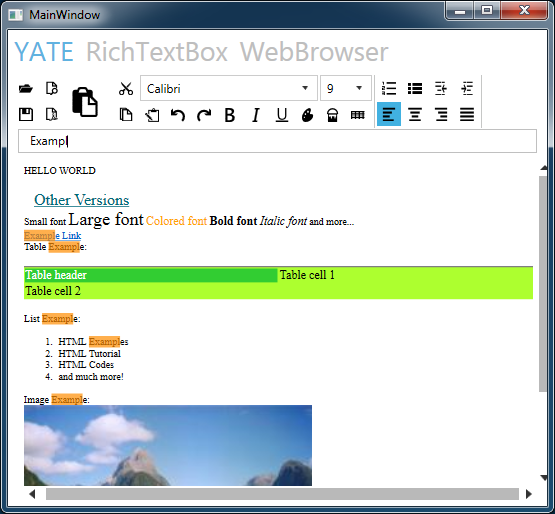 MainWindow
YATE RichTextBox WebBrowser
Calibri 9
B I U
Exampl
HELLO WORLD
Other Versions
Small font Large font Colored font Bold font Italic font and more...
Example Link
Table Example:
Table header Table cell 1
Table cell 2
List Example:
1. HTML Examples
2. HTML Tutorial
3. HTML Codes
4. and much more!
Image Example: